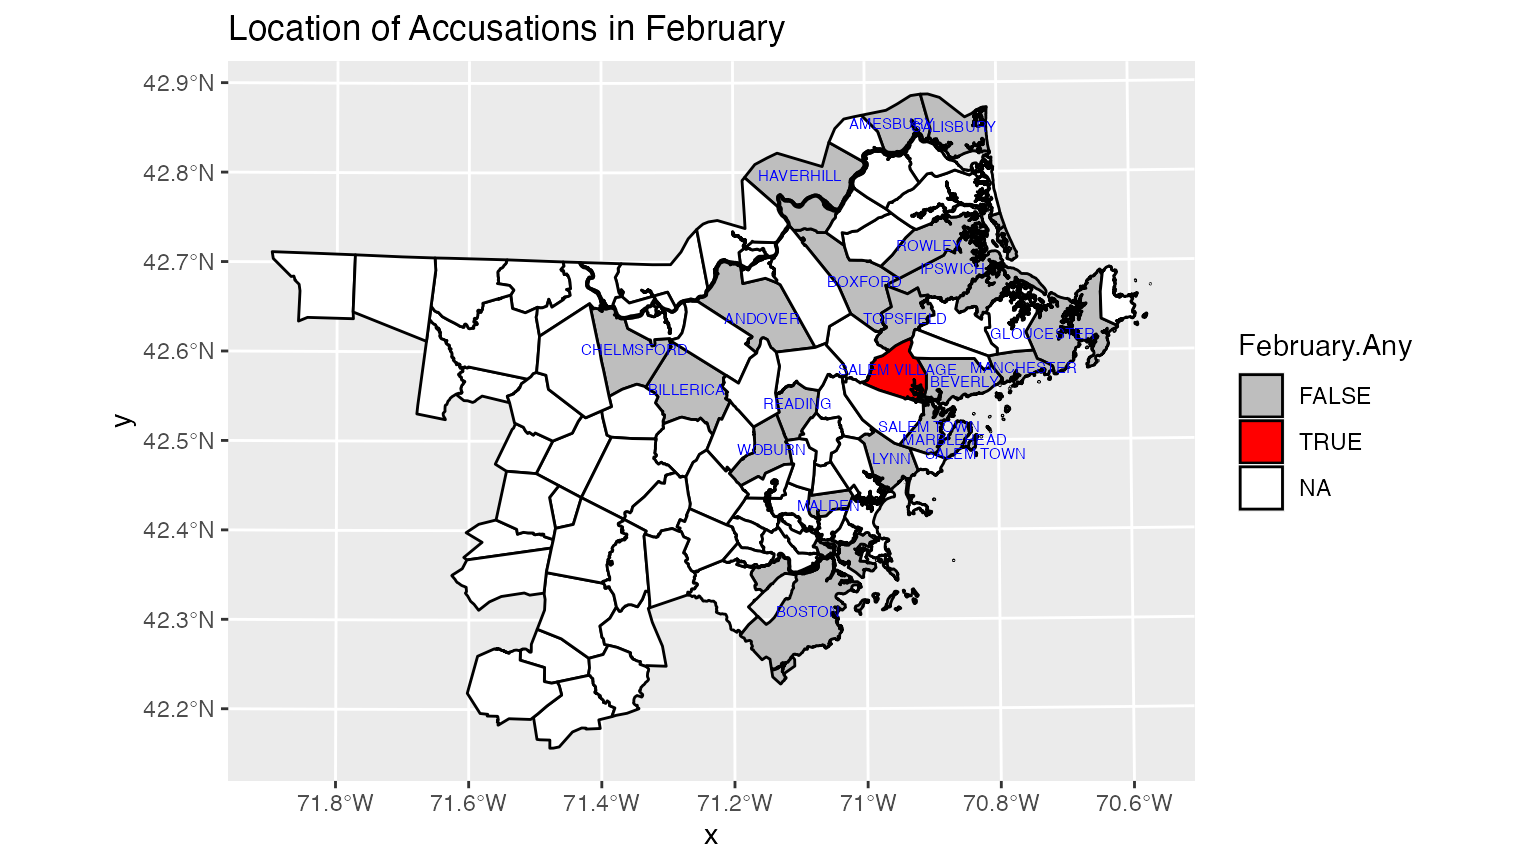 Location of Accusations in February
42.9°N
42.8°N
42.7°N
42.6°N
42.5°N
42.4°N
42.3°N
42.2°N
y
AMESBURY
SALISBURY
HAVERHILL
ROWLEY
IPSWICH
BOXFORD
ANDOVER
TOPSFIELD
GLOUCESTER
CHELMSFORD
SALEM VILLAGE
MANCHESTER
BEVERLY
BILLERICA
READING
SALEM TOWN
MARBLEHEAD
WOBURN
SALEM TOWN
LYNN
MALDEN
BOSTON
71.8°W
71.6°W
71.4°W
71.2°W
71°W
70.8°W
70.6°W
x
February.Any
FALSE
TRUE
NA